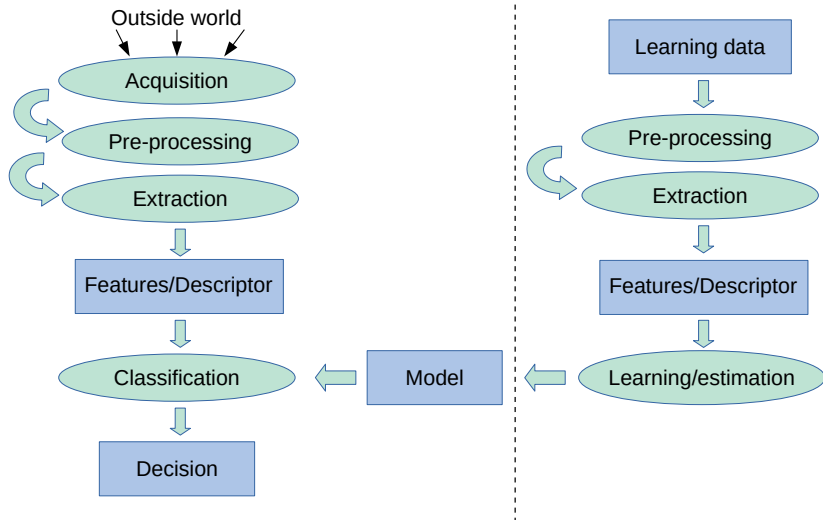 Outside world
Acquisition
Pre-processing
Extraction
Features/Descriptor
Classification
Decision
Model
Learning data
Pre-processing
Extraction
Features/Descriptor
Learning/estimation